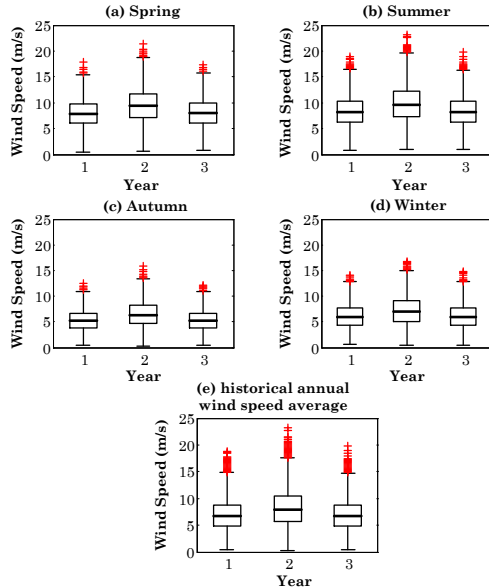 (a) Spring
25
20
15
10
5
0
Wind Speed (m/s)
1 2 3
Year
(b) Summer
25
20
15
10
5
0
Wind Speed (m/s)
1 2 3
Year
(c) Autumn
25
20
15
10
5
0
Wind Speed (m/s)
1 2 3
Year
(d) Winter
25
20
15
10
5
0
Wind Speed (m/s)
1 2 3
Year
(e) historical annual
wind speed average
25
20
15
10
5
0
Wind Speed (m/s)
1 2 3
Year